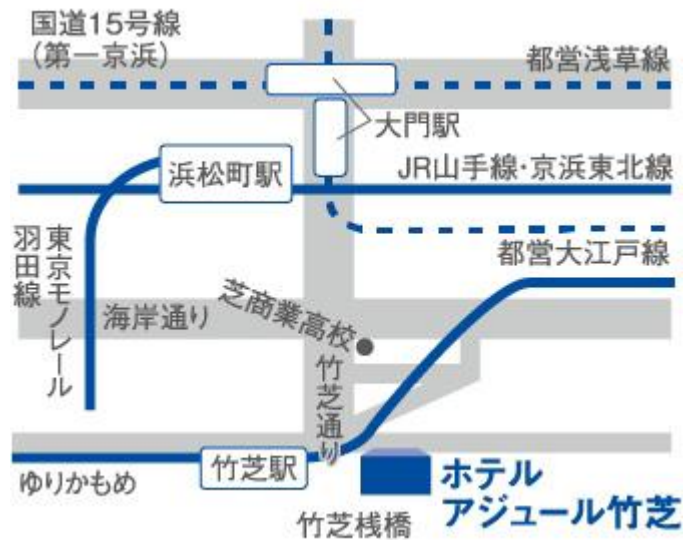 国道15号線
(第一京浜)
都営浅草線
大門駅
浜松町駅
JR山手線・京浜東北線
東京モノレール
羽田線
都営大江戸線
海岸通り
芝商業高校
竹芝通り
竹芝駅
ゆりかもめ
ホテル
アジュール竹芝
竹芝桟橋